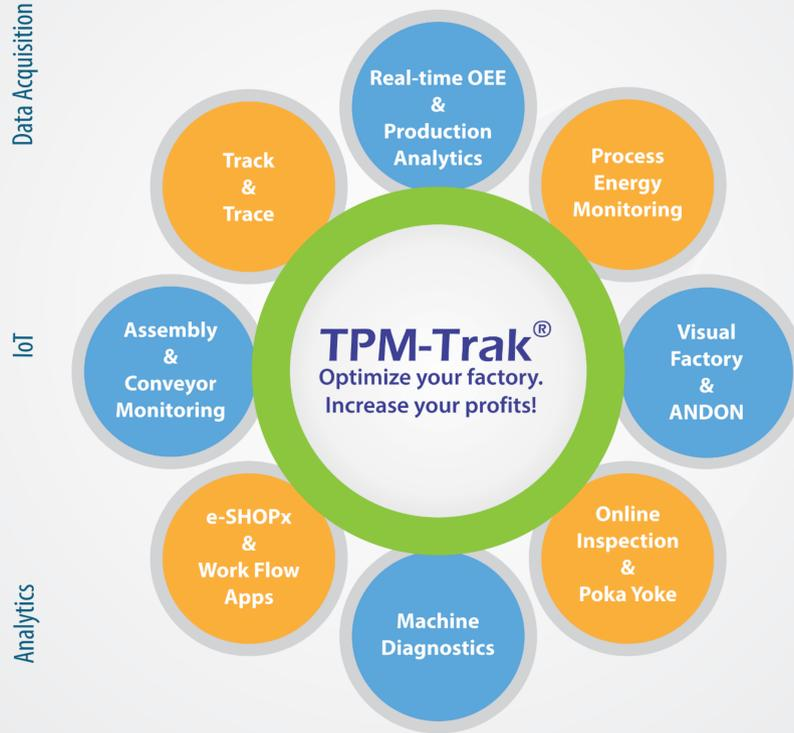 Data Acquisition
IoT
Analytics
Real-time OEE
&
Production
Analytics
Process
Energy
Monitoring
Visual
Factory
&
ANDON
Online
Inspection
&
Poka Yoke
Machine
Diagnostics
e-SHOPx
&
Work Flow
Apps
Assembly
&
Conveyor
Monitoring
Track
&
Trace
TPM-Trak®
Optimize your factory.
Increase your profits!